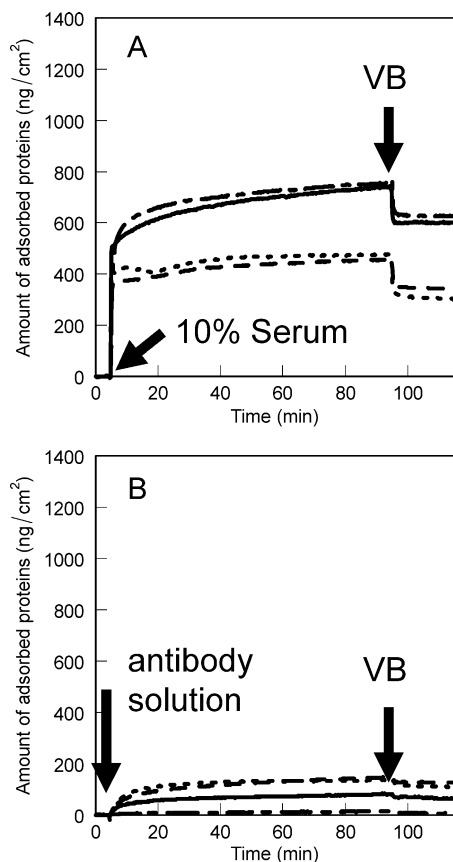 1400
A
1200
VB
1000
800
600
400
200
10% Serum
0
0 20 40 60 80 100
Time (min)
Amount of adsorbed proteins (ng/cm²)
1400
B
1200
1000
800
600
antibody
solution
VB
400
200
0
0 20 40 60 80 100
Time (min)
Amount of adsorbed proteins (ng/cm²)